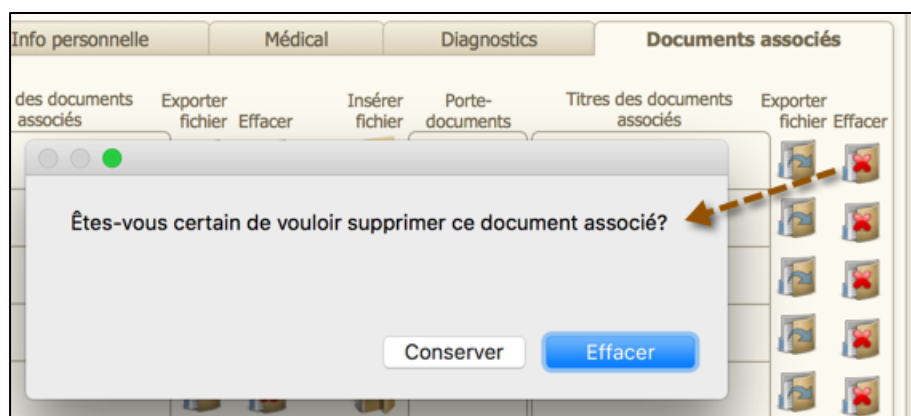 Info personnelle Médical Diagnostics Documents associés
des documents Exporter Insérer Porte- Titres des documents Exporter
associés fichier Effacer fichier documents associés fichier Effacer
Êtes-vous certain de vouloir supprimer ce document associé?
Conserver Effacer